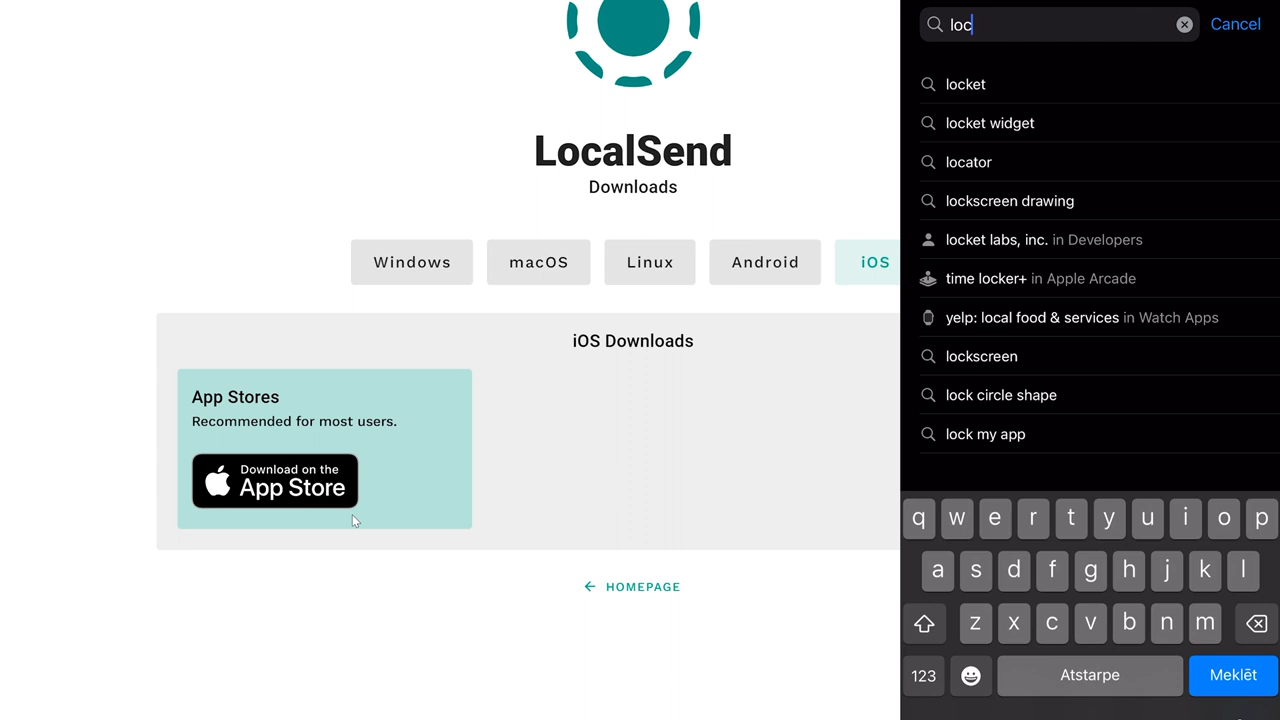 LocalSend
Downloads
Windows
macOS
Linux
Android
iOS
iOS Downloads
App Stores
Recommended for most users.
Download on the
App Store
← HOMEPAGE
loc
Cancel
locket
locket widget
locator
lockscreen drawing
locket labs, inc. in Developers
time locker+ in Apple Arcade
yelp: local food & services in Watch Apps
lockscreen
lock circle shape
lock my app
q w e r t y u i o p
a s d f g h j k l
z x c v b n m
123
Atstarpe
Meklēt